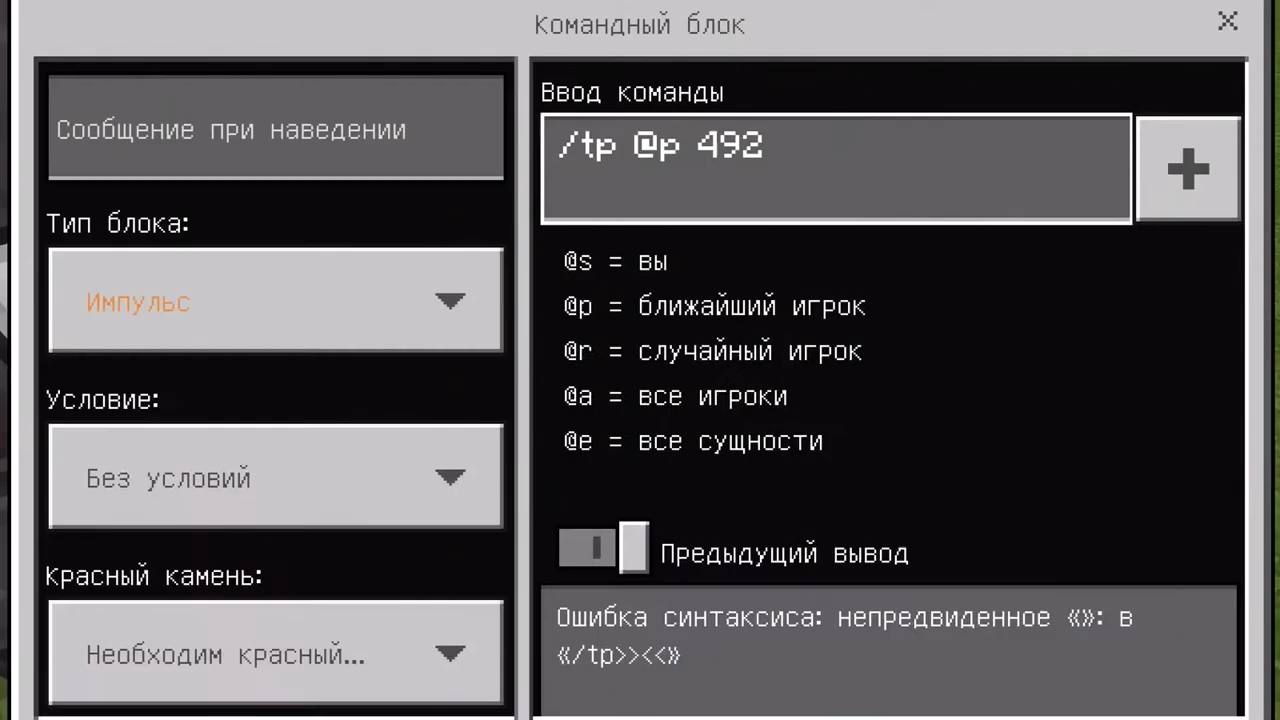 Командный блок
Сообщение при наведении
Тип блока:
Импульс
Условие:
Без условий
Красный камень:
Необходим красный...
Ввод команды
/tp @p 492
@s = вы
@p = ближайший игрок
@r = случайный игрок
@a = все игроки
@e = все сущности
Предыдущий вывод
Ошибка синтаксиса: непредвиденное «»: в
«/tp>><<»